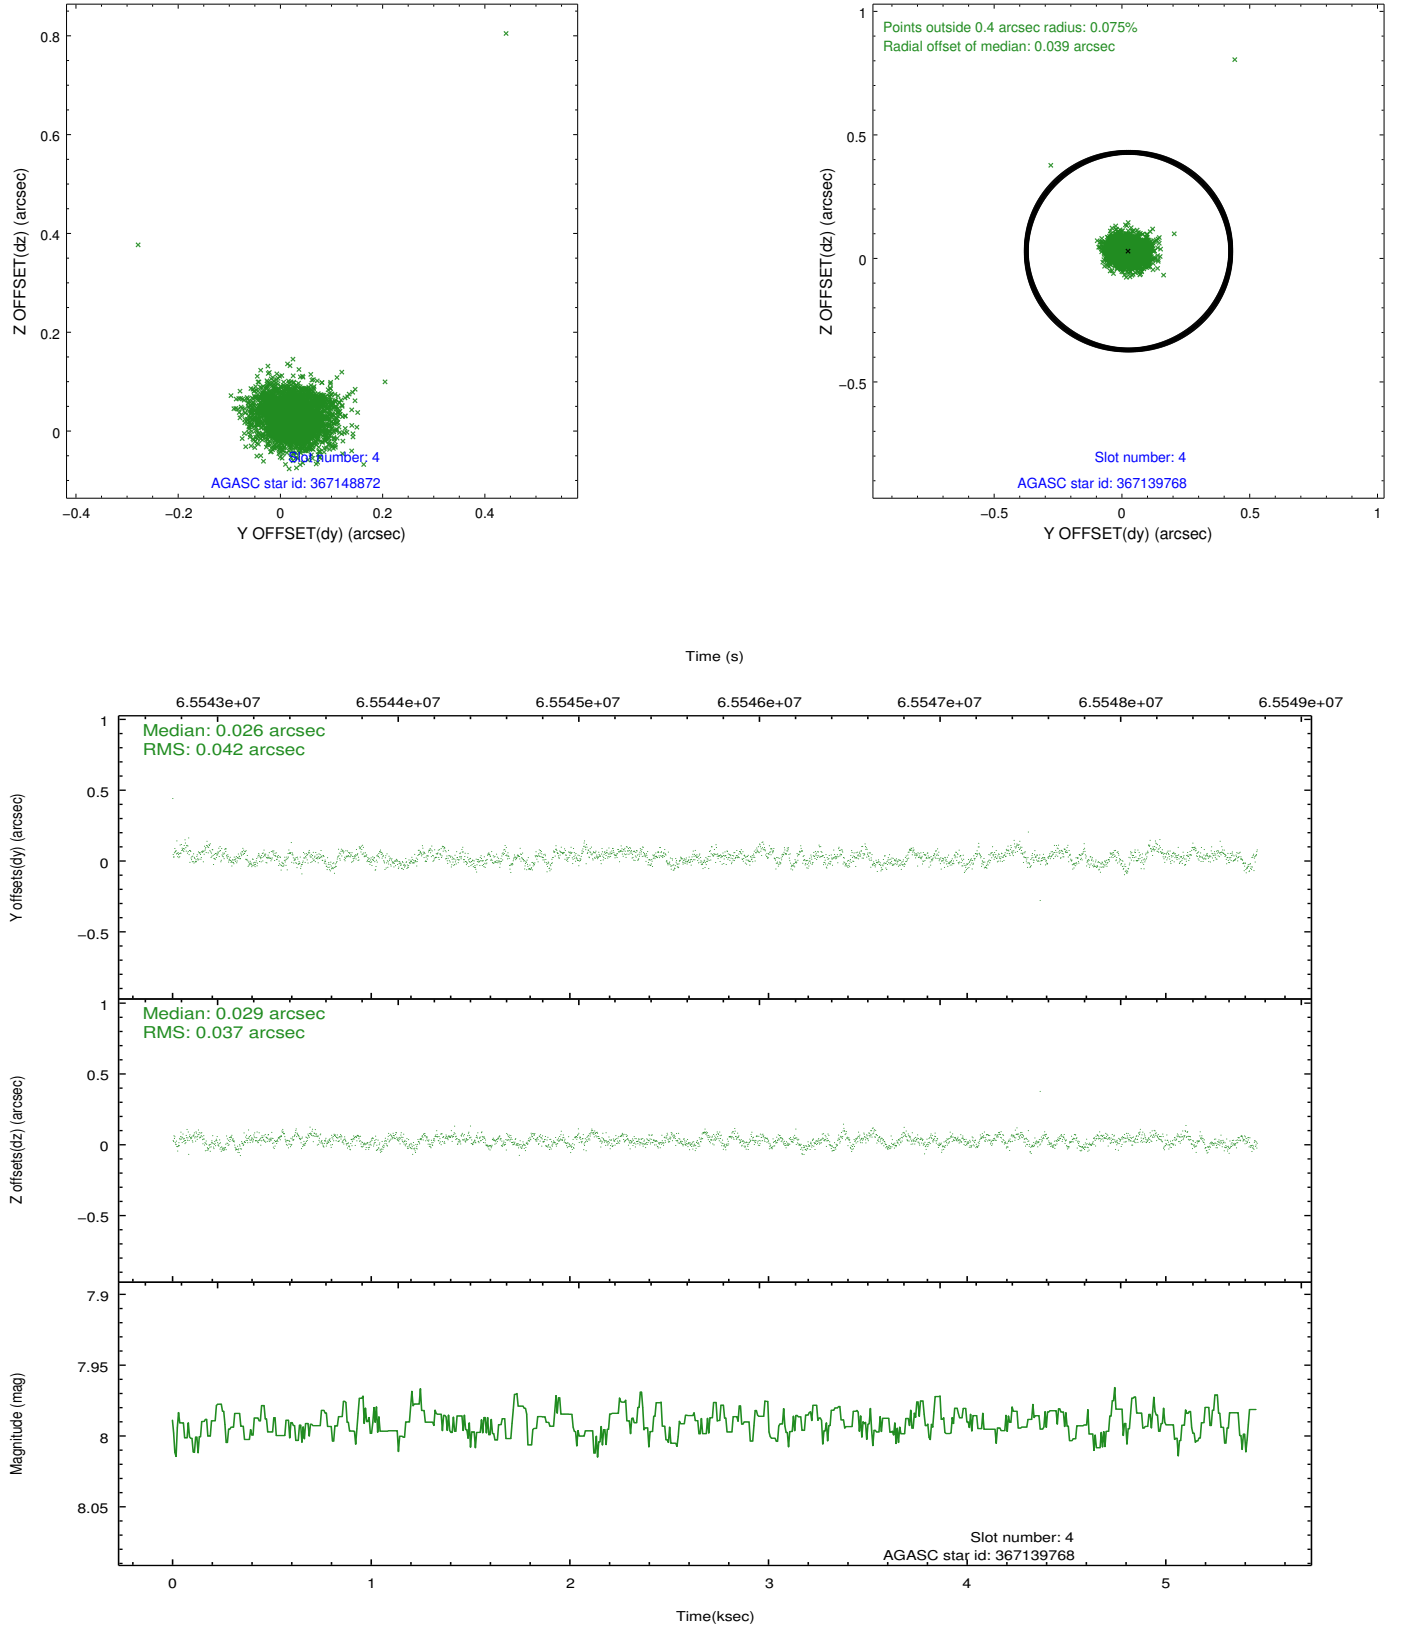 0.8
0.6
0.4
0.2
0
Z OFFSET(dz) (arcsec)
Slot number: 4
AGASC star id: 367148872
−0.4 −0.2 0 0.2 0.4
Y OFFSET(dy) (arcsec)
1
0.5
0
−0.5
Z OFFSET(dz) (arcsec)
Points outside 0.4 arcsec radius: 0.075%
Radial offset of median: 0.039 arcsec
Slot number: 4
AGASC star id: 367139768
−0.5 0 0.5 1
Y OFFSET(dy) (arcsec)
Time (s)
6.5543e+07 6.5544e+07 6.5545e+07 6.5546e+07 6.5547e+07 6.5548e+07 6.5549e+07
1
0.5
0
−0.5
Y offsets(dy) (arcsec)
Median: 0.026 arcsec
RMS: 0.042 arcsec
1
0.5
0
−0.5
Z offsets(dz) (arcsec)
Median: 0.029 arcsec
RMS: 0.037 arcsec
7.9
7.95
8
8.05
Magnitude (mag)
Slot number: 4
AGASC star id: 367139768
0 1 2 3 4 5
Time(ksec)